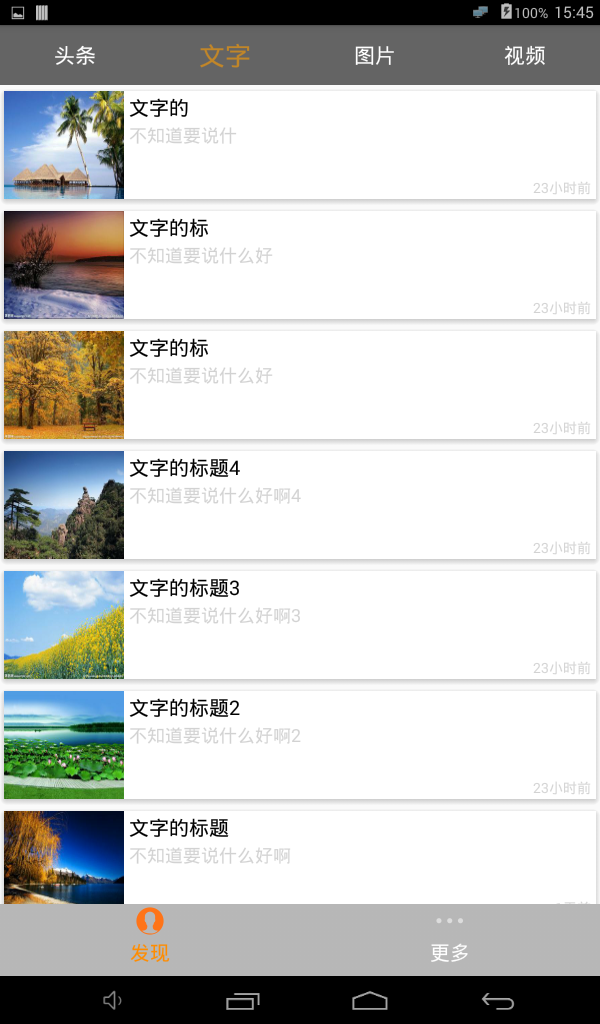 100% 15:45
头条 文字 图片 视频
文字的
不知道要说什
23小时前
文字的标
不知道要说什么好
23小时前
文字的标
不知道要说什么好
23小时前
文字的标题4
不知道要说什么好啊4
23小时前
文字的标题3
不知道要说什么好啊3
23小时前
文字的标题2
不知道要说什么好啊2
23小时前
文字的标题
不知道要说什么好啊
发现 更多